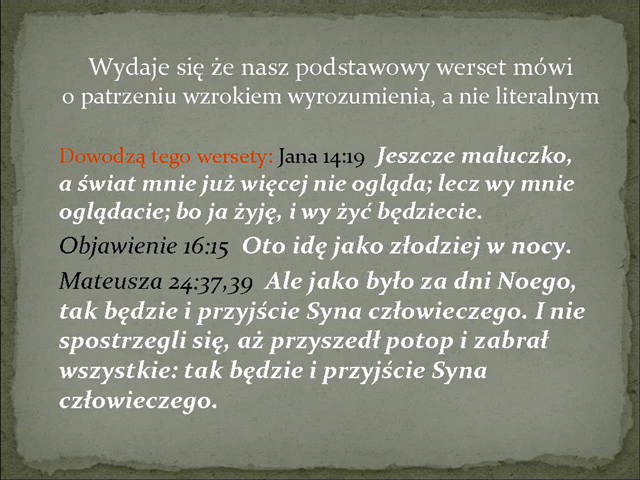 Wydaje się że nasz podstawowy werset mówi
o patrzeniu wzrokiem wyrozumienia, a nie literalnym
Dowodzą tego wersety: Jana 14:19 Jeszcze maluczko,
a świat mnie już więcej nie ogląda; lecz wy mnie
oglądacie; bo ja żyję, i wy żyć będziecie.
Objawienie 16:15 Oto idę jako złodziej w nocy.
Mateusza 24:37,39 Ale jako było za dni Noego,
tak będzie i przyjście Syna człowieczego. I nie
spostrzegli się, aż przyszedł potop i zabrał
wszystkie: tak będzie i przyjście Syna
człowieczego.